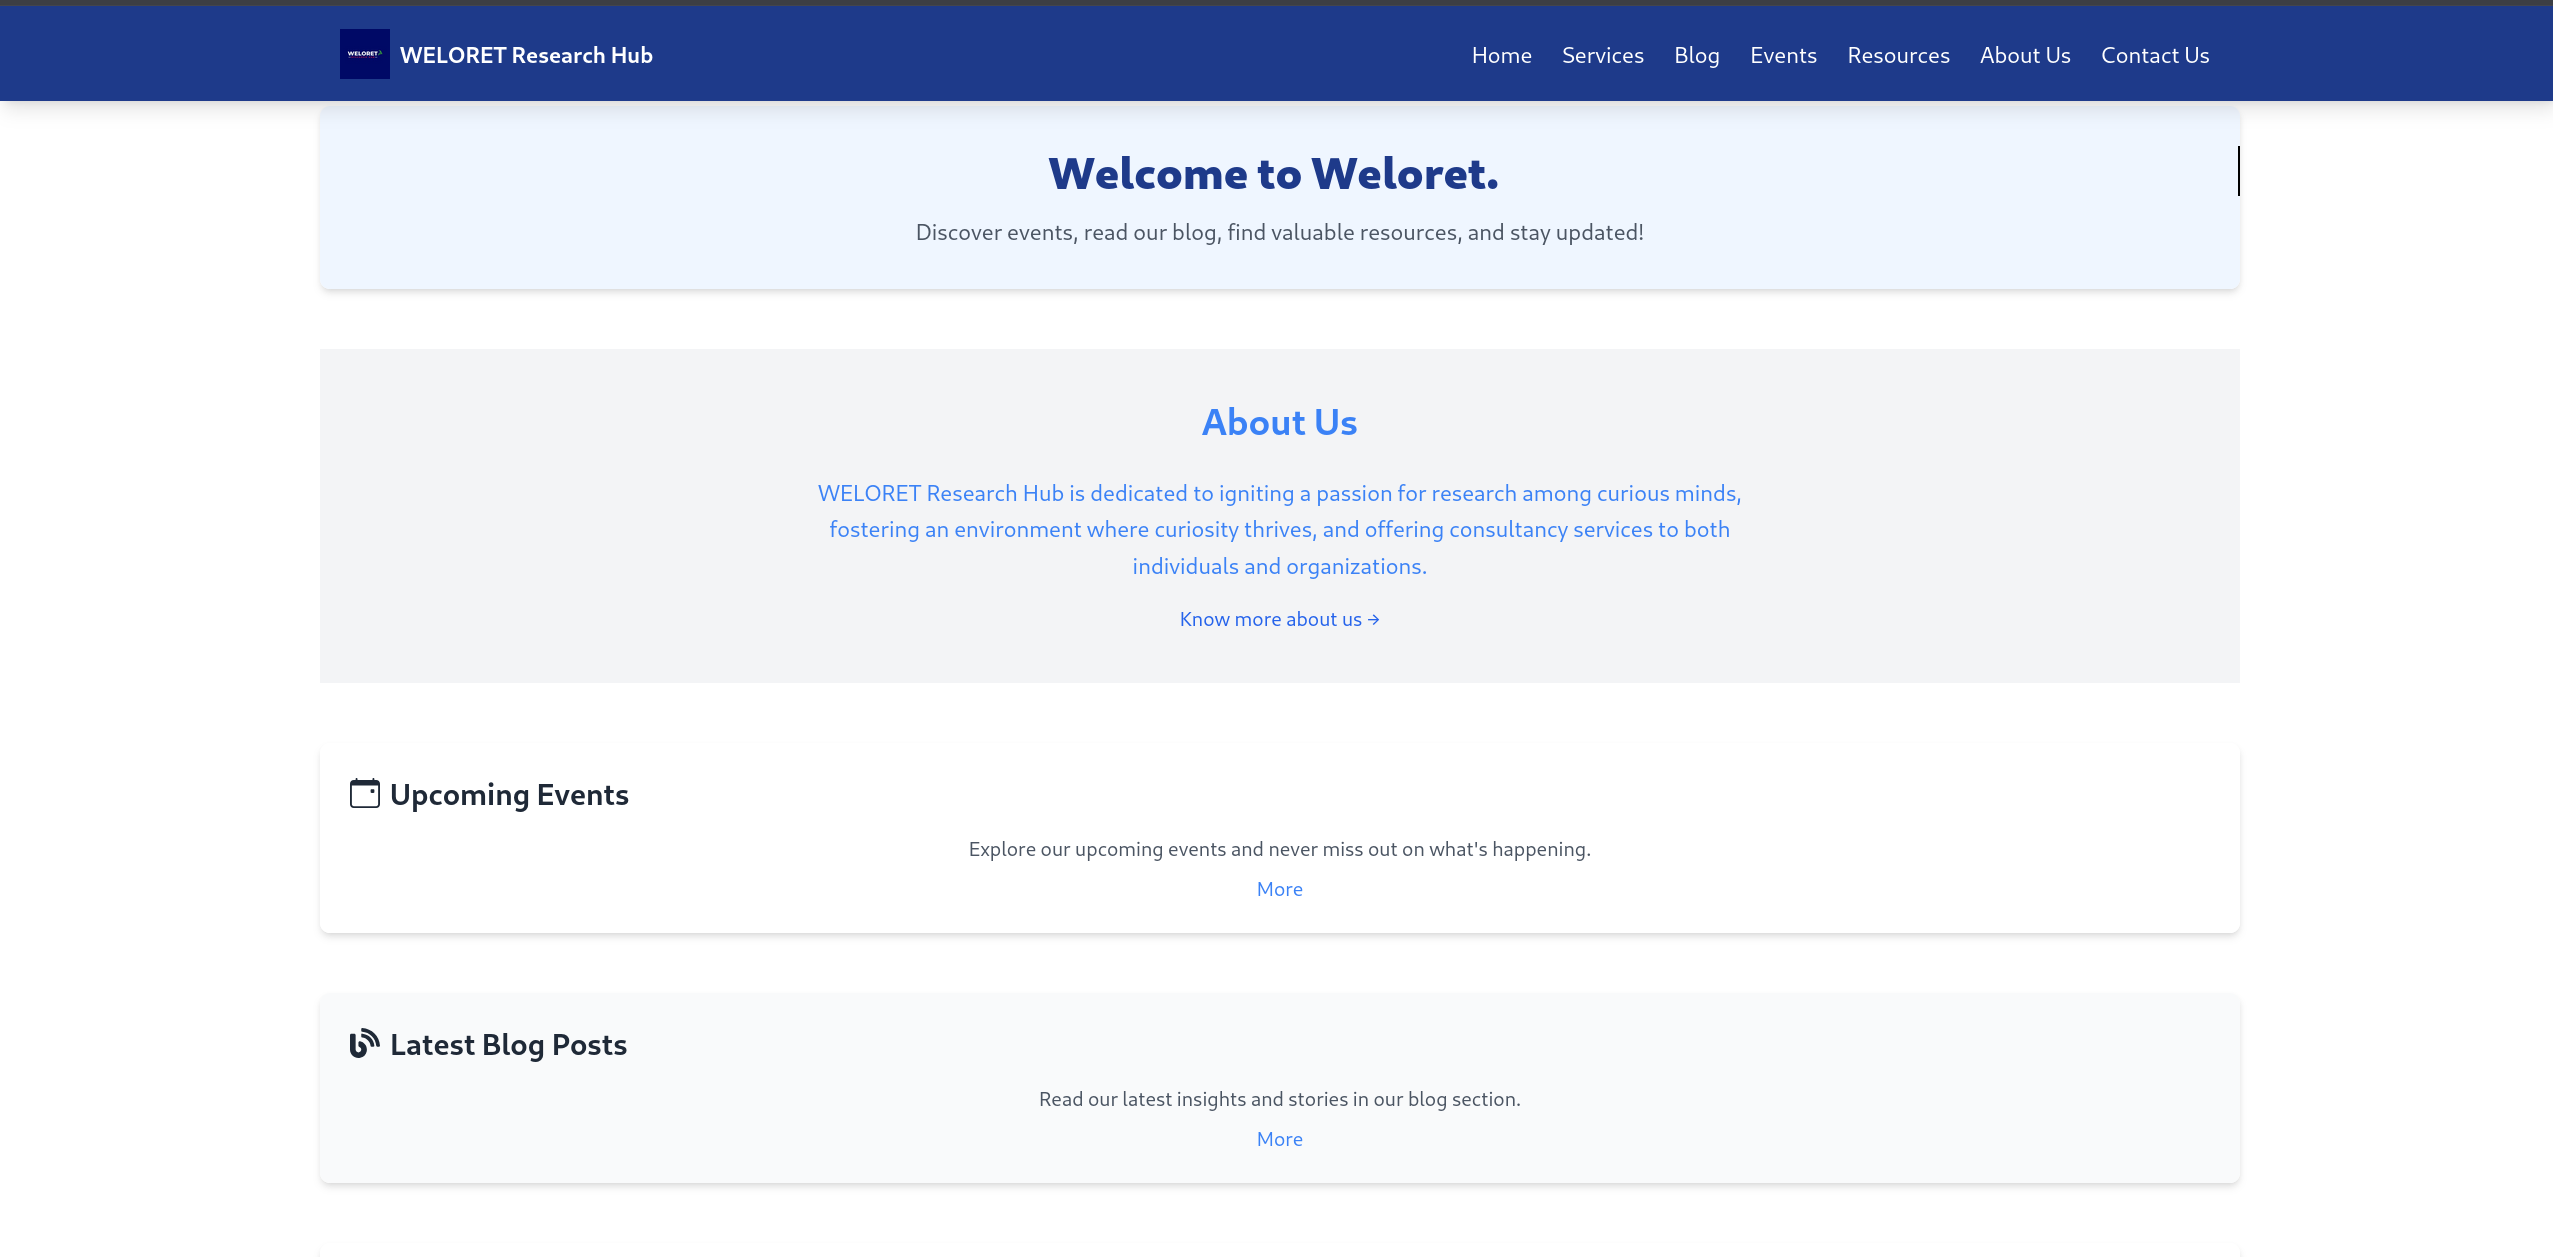 WELORET
WELORET Research Hub
Home Services Blog Events Resources About Us Contact Us
Welcome to Weloret.
Discover events, read our blog, find valuable resources, and stay updated!
About Us
WELORET Research Hub is dedicated to igniting a passion for research among curious minds,
fostering an environment where curiosity thrives, and offering consultancy services to both
individuals and organizations.
Know more about us →
Upcoming Events
Explore our upcoming events and never miss out on what's happening.
More
Latest Blog Posts
Read our latest insights and stories in our blog section.
More